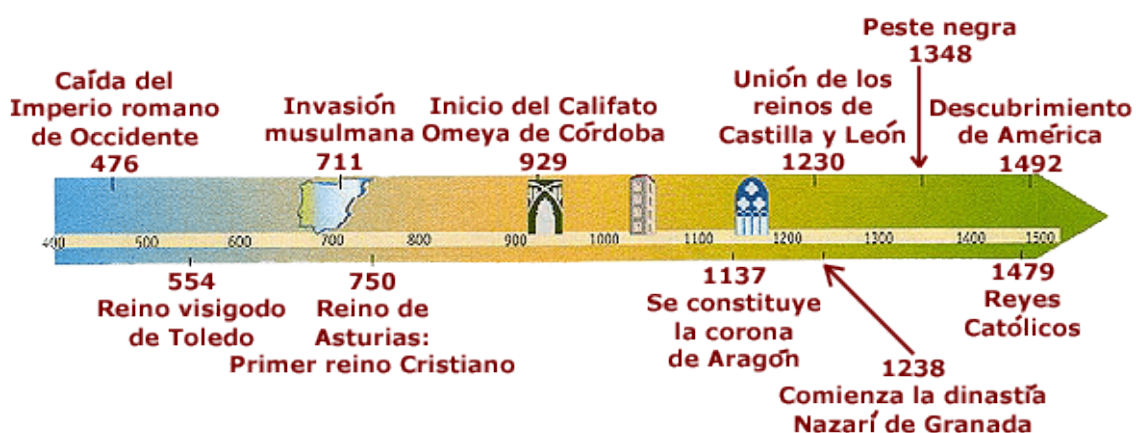 Peste negra
1348
Caída del
Imperio romano
de Occidente
476
Invasión
musulmana
711
Inicio del Califato
Omeya de Córdoba
929
Unión de los
reinos de
Castilla y León
1230
Descubrimiento
de America
1492
400 500 600 700 800 900 1000 1100 1200 1300 1400 1500
554
Reino visigodo
de Toledo
750
Reino de
Asturias:
Primer reino Cristiano
1137
Se constituye
la corona
de Aragón
1238
Comienza la dinastía
Nazarí de Granada
1479
Reyes
Católicos